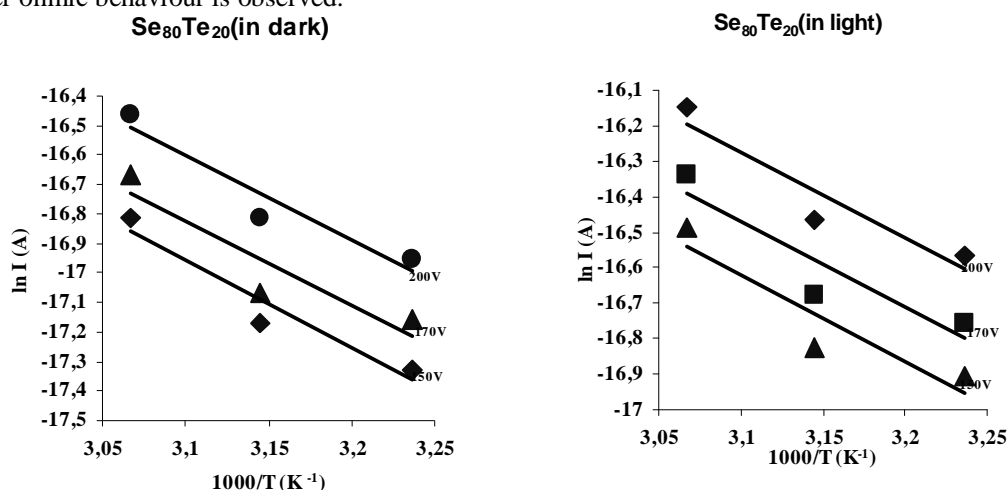 er ohmic behaviour is observed.
Se80Te20(in dark)
-16,4
-16,5
-16,6
-16,7
-16,8
-16,9
-17
-17,1
-17,2
-17,3
-17,4
-17,5
ln I (A)
200V
170V
150V
3,05
3,1
3,15
3,2
3,25
1000/T (K-1)
Se80Te20(in light)
-16,1
-16,2
-16,3
-16,4
-16,5
-16,6
-16,7
-16,8
-16,9
-17
ln I (A)
200V
170V
150V
3,05
3,1
3,15
3,2
3,25
1000/T (K-1)